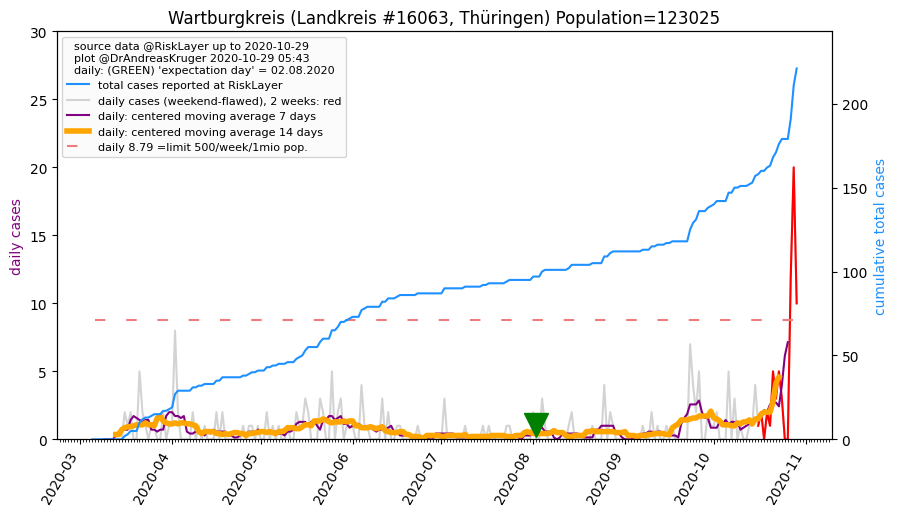 Wartburgkreis (Landkreis #16063, Thüringen) Population=123025
source data @RiskLayer up to 2020-10-29
plot @DrAndreasKruger 2020-10-29 05:43
daily: (GREEN) 'expectation day' = 02.08.2020
total cases reported at RiskLayer
daily cases (weekend-flawed), 2 weeks: red
daily: centered moving average 7 days
daily: centered moving average 14 days
daily 8.79 =limit 500/week/1mio pop.
daily cases
30
25
20
15
10
5
0
cumulative total cases
200
150
100
50
0
2020-03
2020-04
2020-05
2020-06
2020-07
2020-08
2020-09
2020-10
2020-11